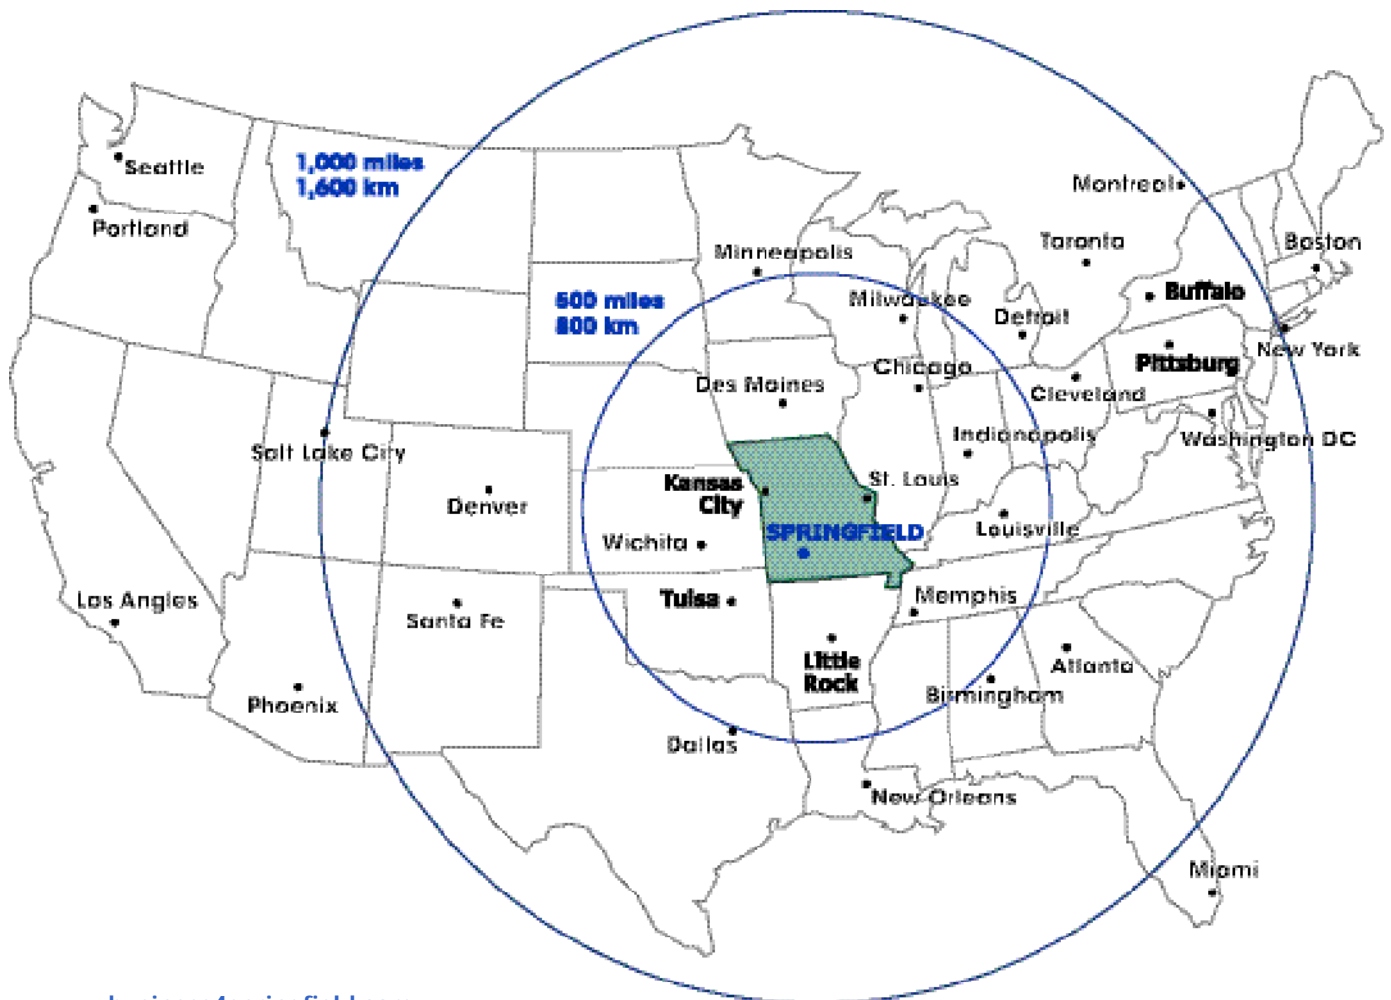 1,000 miles
1,600 km
Seattle
Portland
Montreal
Toronto
Boston
Minneapolis
Buffalo
500 miles
800 km
Milwaukee
Detroit
New York
Pittsburg
Chicago
Cleveland
Des Moines
Washington DC
Indianapolis
Salt Lake City
St. Louis
Kansas
City
Denver
Louisville
SPRINGFIELD
Wichita
Los Angles
Tulsa
Memphis
Santa Fe
Little
Rock
Atlanta
Birmingham
Phoenix
Dallas
New Orleans
Miami